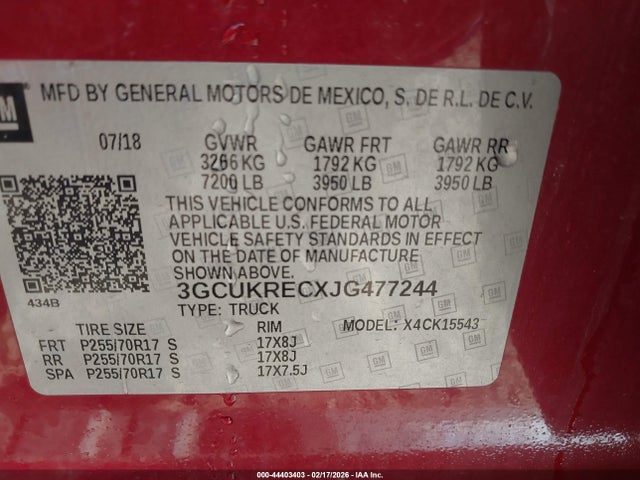 GM
MFD BY GENERAL MOTORS DE MEXICO, S. DE R.L. DE C.V.
07/18 GVWR GAWR FRT GAWR RR
3266 KG 1792 KG 1792 KG
7200 LB 3950 LB 3950 LB
THIS VEHICLE CONFORMS TO ALL
APPLICABLE U.S. FEDERAL MOTOR
VEHICLE SAFETY STANDARDS IN EFFECT
ON THE DATE OF MANUFACTURE
SHOWN ABOVE.
434B
3GCUKRECXJG477244
TYPE: TRUCK MODEL: X4CK15543
TIRE SIZE RIM
FRT P255/70R17 S 17X8J
RR P255/70R17 S 17X8J
SPA P255/70R17 S 17X7.5J
000-44403403 - 02/17/2026 - IAA Inc.